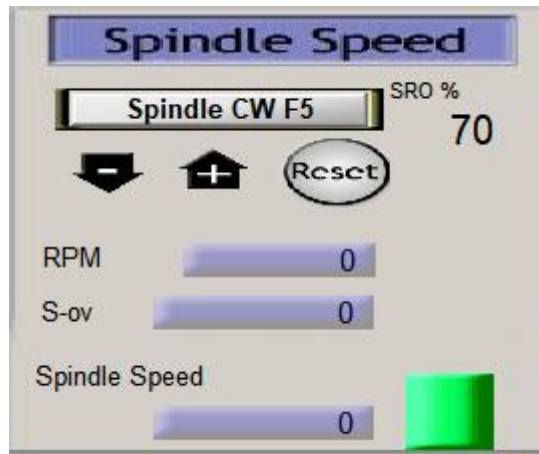 Spindle Speed
Spindle CW F5
SRO %
70
-
+
Reset
RPM 0
S-ov 0
Spindle Speed
0